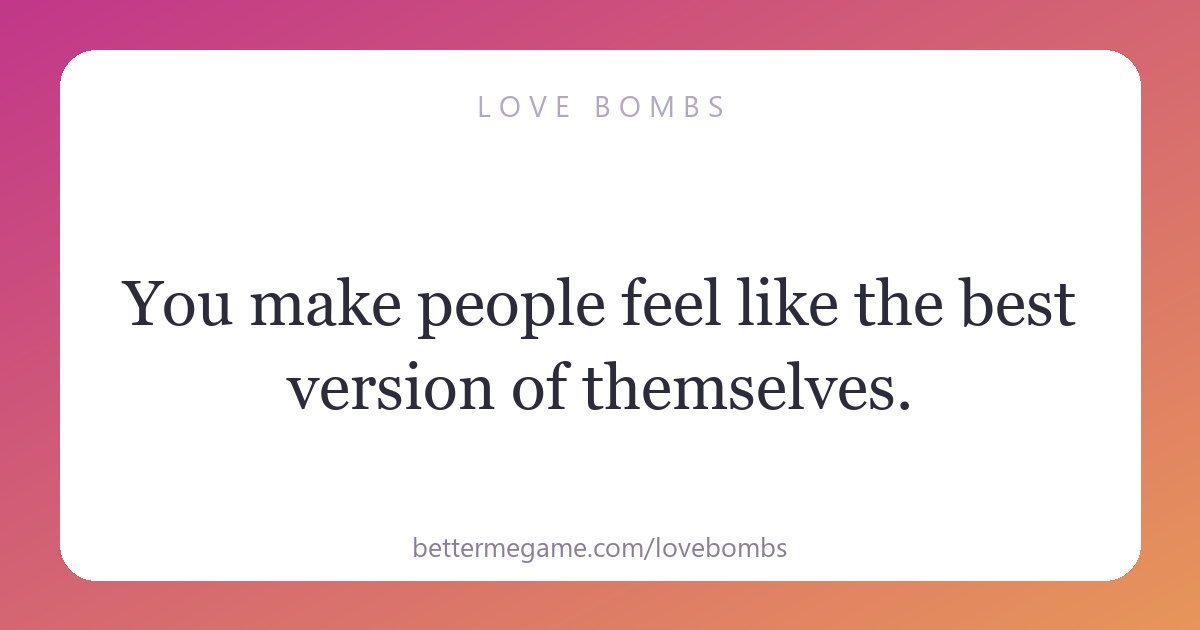 LOVE BOMBS
You make people feel like the best
version of themselves.
bettermegame.com/lovebombs